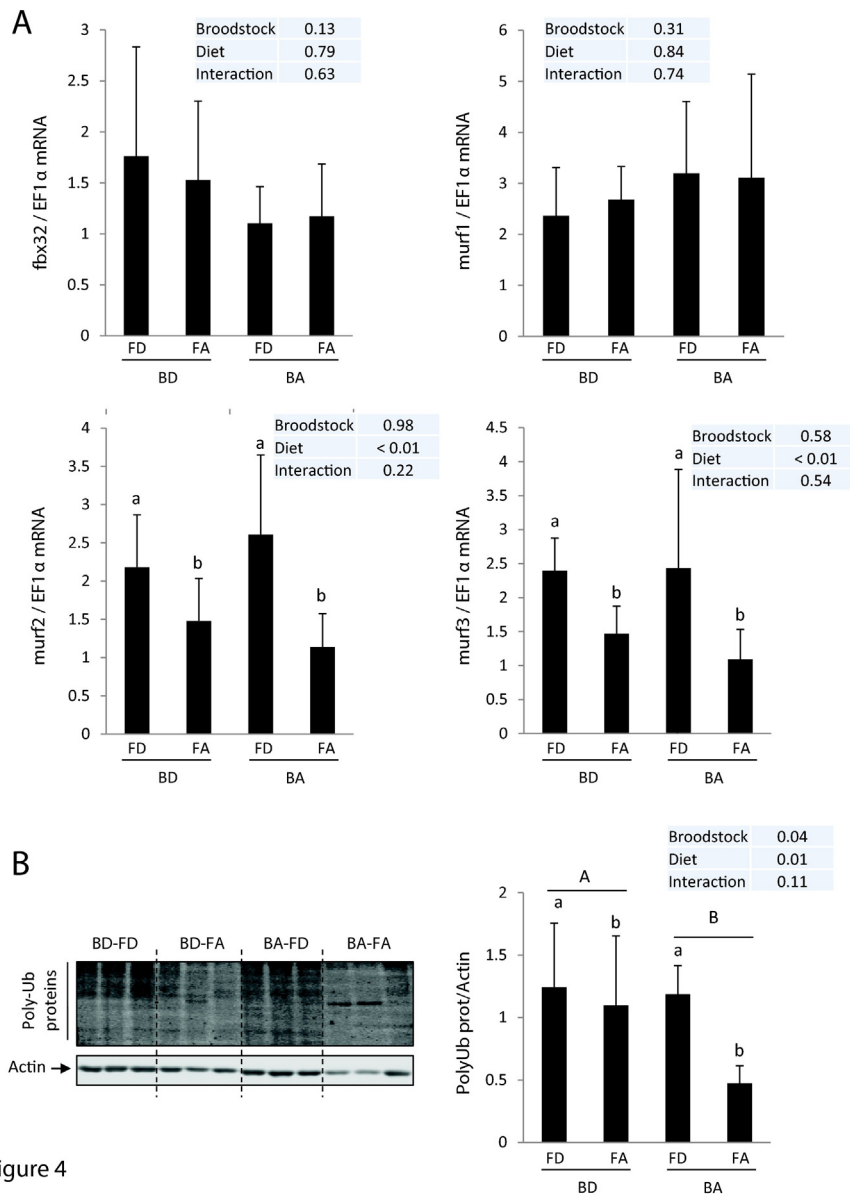 A
Broodstock 0.13
Diet 0.79
Interaction 0.63
fbx32 / EF1 α mRNA
3
2.5
2
1.5
1
0.5
0
FD FA FD FA
BD BA
Broodstock 0.31
Diet 0.84
Interaction 0.74
murf1 / EF1 α mRNA
6
5
4
3
2
1
0
FD FA FD FA
BD BA
Broodstock 0.98
Diet < 0.01
Interaction 0.22
murf2 / EF1 α mRNA
4
3.5
3
2.5
2
1.5
1
0.5
0
a b a b
FD FA FD FA
BD BA
Broodstock 0.58
Diet < 0.01
Interaction 0.54
murf3 / EF1 α mRNA
4.5
4
3.5
3
2.5
2
1.5
1
0.5
0
a b a b
FD FA FD FA
BD BA
B
BD-FD BD-FA BA-FD BA-FA
Poly-Ub
proteins
Actin
Broodstock 0.04
Diet 0.01
Interaction 0.11
PolyUb prot/Actin
2
1.5
1
0.5
0
A B
a b a b
FD FA FD FA
BD BA
igure 4